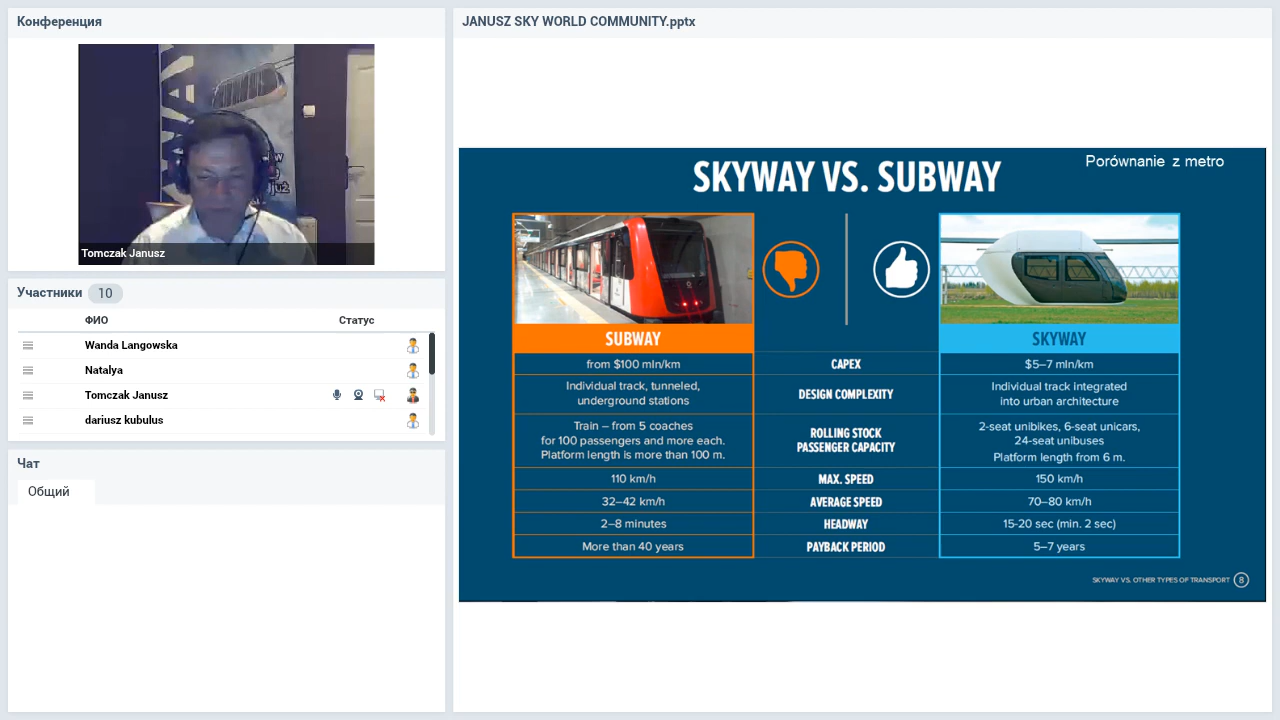 Конференция
WAY
już
Tomczak Janusz
Участники 10
ФИО Статус
Wanda Langowska
Natalya
Tomczak Janusz
dariusz kubulus
Чат
Общий
JANUSZ SKY WORLD COMMUNITY.pptx
SKYWAY VS. SUBWAY
Porównanie z metro
SUBWAY SKYWAY
from $100 mln/km CAPEX $5–7 mln/km
Individual track, tunneled,
underground stations
DESIGN COMPLEXITY
Individual track integrated
into urban architecture
Train – from 5 coaches
for 100 passengers and more each.
Platform length is more than 100 m.
ROLLING STOCK
PASSENGER CAPACITY
2-seat unibikes, 6-seat unicars,
24-seat unibuses
Platform length from 6 m.
110 km/h MAX. SPEED 150 km/h
32–42 km/h AVERAGE SPEED 70–80 km/h
2–8 minutes HEADWAY 15-20 sec (min. 2 sec)
More than 40 years PAYBACK PERIOD 5–7 years
SKYWAY VS. OTHER TYPES OF TRANSPORT 8